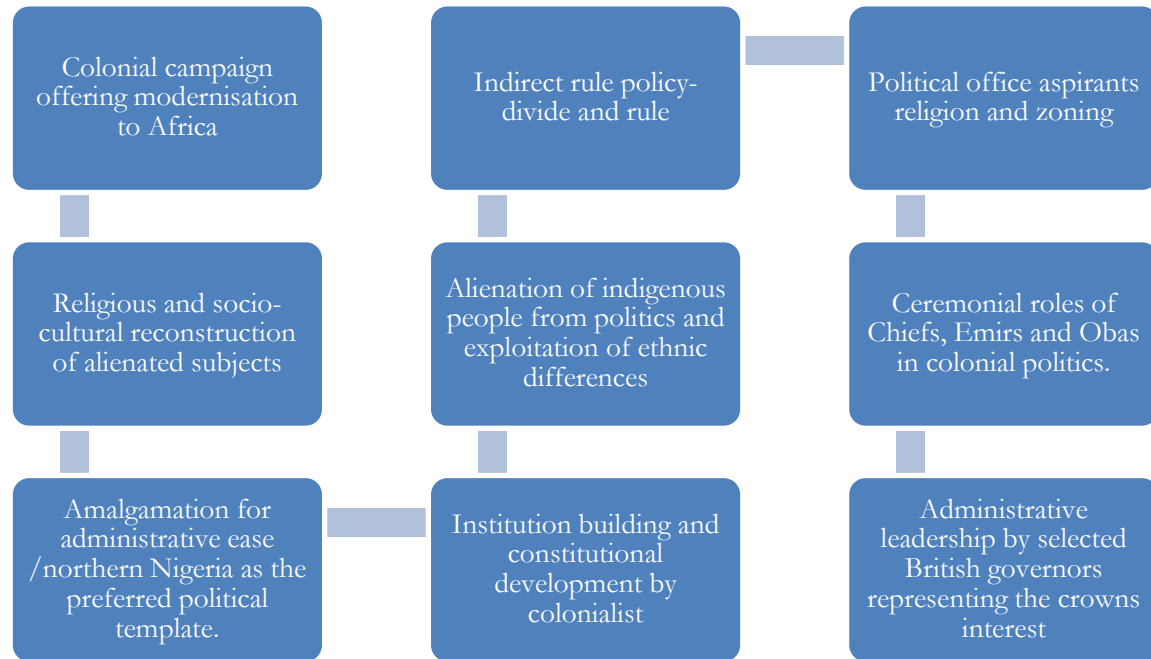 Colonial campaign
offering modernisation
to Africa
Religious and socio-
cultural reconstruction
of alienated subjects
Amalgamation for
administrative ease
/northern Nigeria as the
preferred political
template.
Institution building and
constitutional
development by
colonialist
Alienation of indigenous
people from politics and
exploitation of ethnic
differences
Indirect rule policy-
divide and rule
Political office aspirants
religion and zoning
Ceremonial roles of
Chiefs, Emirs and Obas
in colonial politics.
Administrative
leadership by selected
British governors
representing the crowns
interest